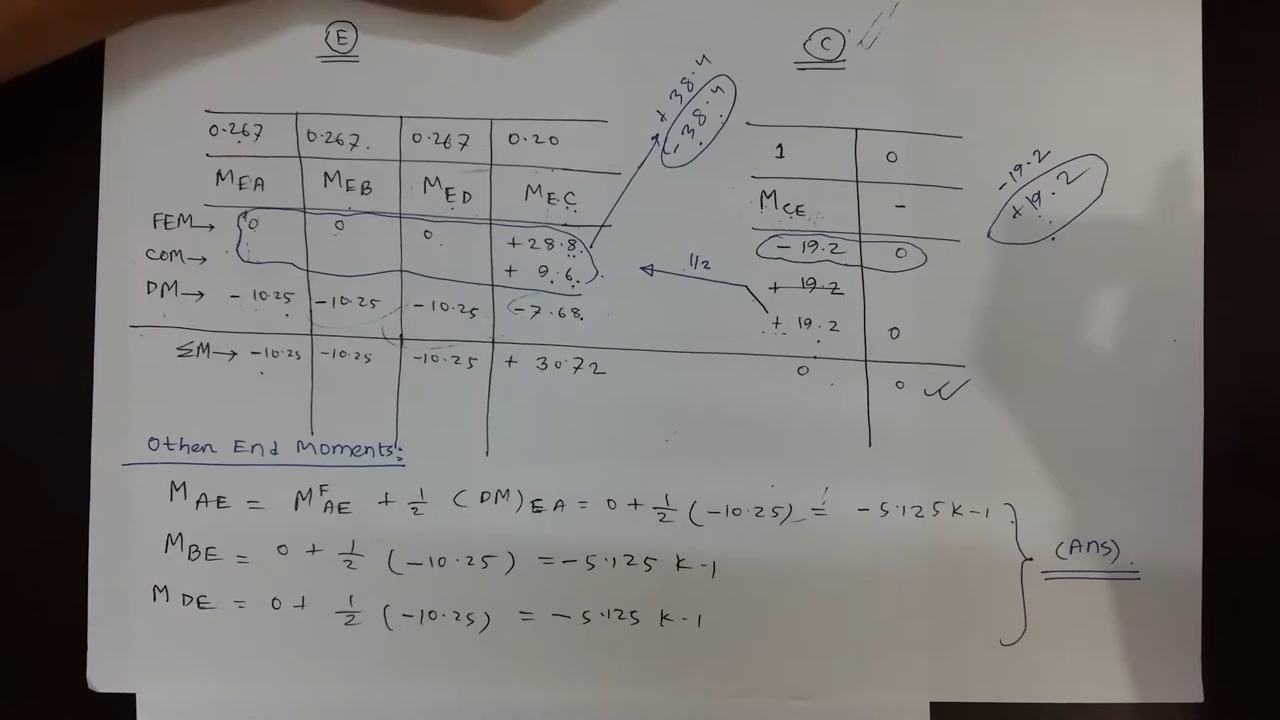 E C
+38.4
-38.4
0.267 0.267 0.267 0.20
1 0
-19.2
+19.2
MEA MEB MED MEC
MCE -
FEM→ 0 0 0 +28.8
-19.2 0
COM→ +9.6
1/2
+19.2
DM→ -10.25 -10.25 -10.25 -7.68
+19.2 0
ΣM→ -10.25 -10.25 -10.25 +30.72
0 0
Other End Moments:
MAE = M^F AE + 1/2 (DM)EA = 0 + 1/2 (-10.25) = -5.125 K-1
MBE = 0 + 1/2 (-10.25) = -5.125 K-1
MDE = 0 + 1/2 (-10.25) = -5.125 K-1
(Ans).